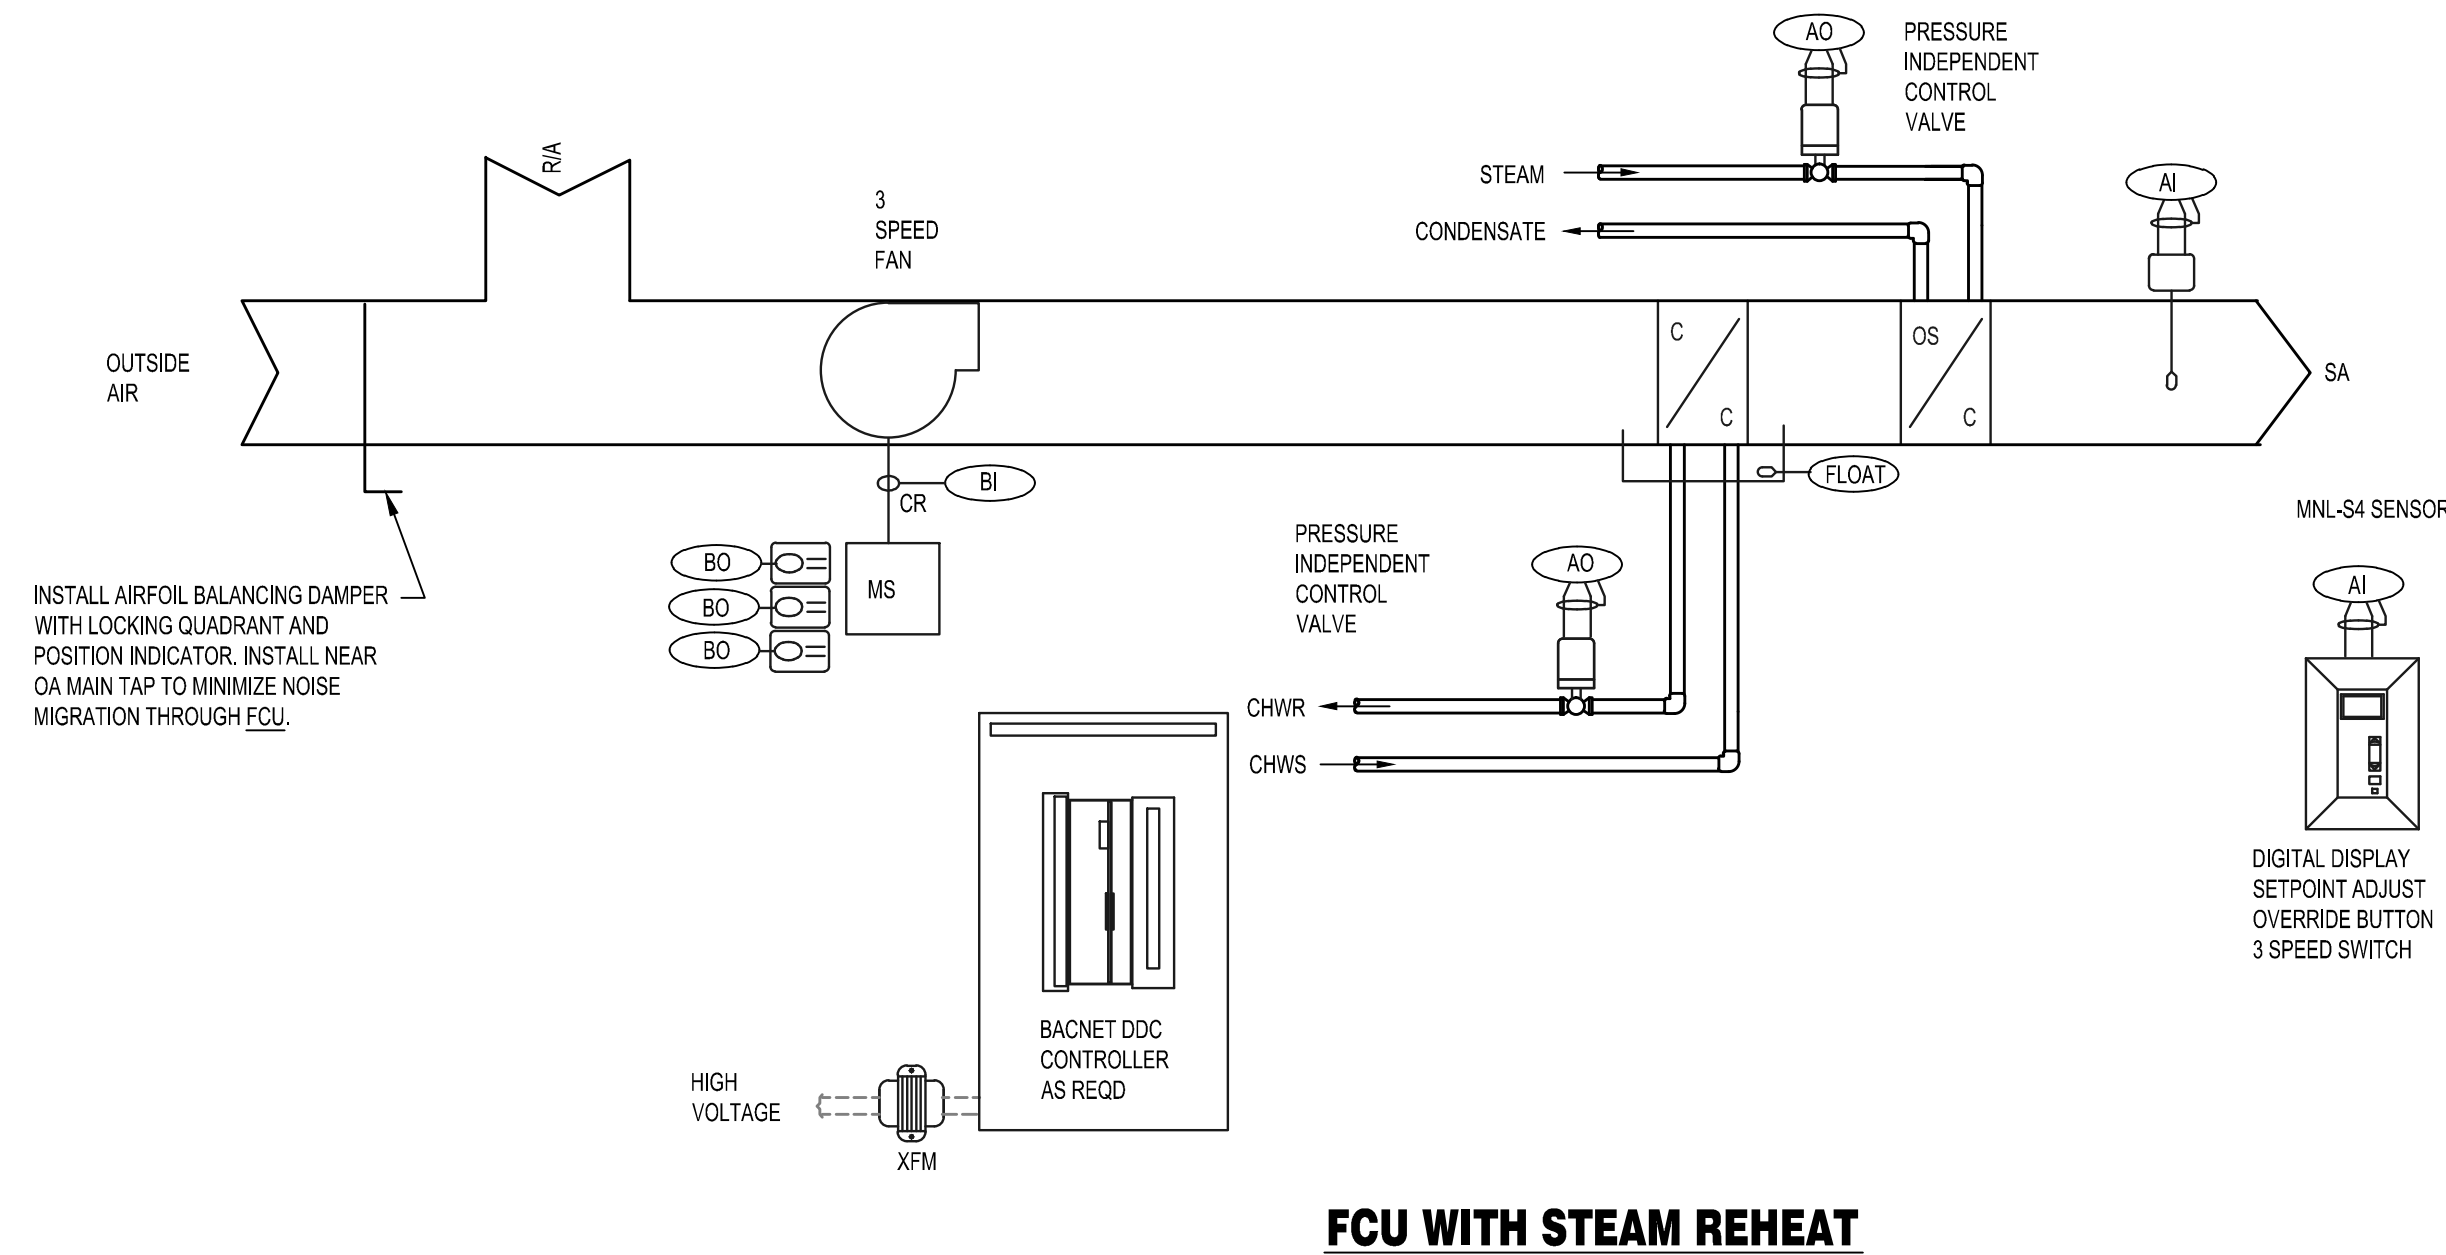 AO
PRESSURE
INDEPENDENT
CONTROL
VALVE
R/A
STEAM
AI
3
SPEED
FAN
CONDENSATE
OUTSIDE
AIR
C
C
OS
C
SA
BI
CR
FLOAT
MNL-S4 SENSOR
PRESSURE
INDEPENDENT
CONTROL
VALVE
AO
BO
BO
BO
MS
AI
INSTALL AIRFOIL BALANCING DAMPER
WITH LOCKING QUADRANT AND
POSITION INDICATOR. INSTALL NEAR
OA MAIN TAP TO MINIMIZE NOISE
MIGRATION THROUGH FCU.
CHWR
CHWS
DIGITAL DISPLAY
SETPOINT ADJUST
OVERRIDE BUTTON
3 SPEED SWITCH
BACNET DDC
CONTROLLER
AS REQD
HIGH
VOLTAGE
XFM
FCU WITH STEAM REHEAT